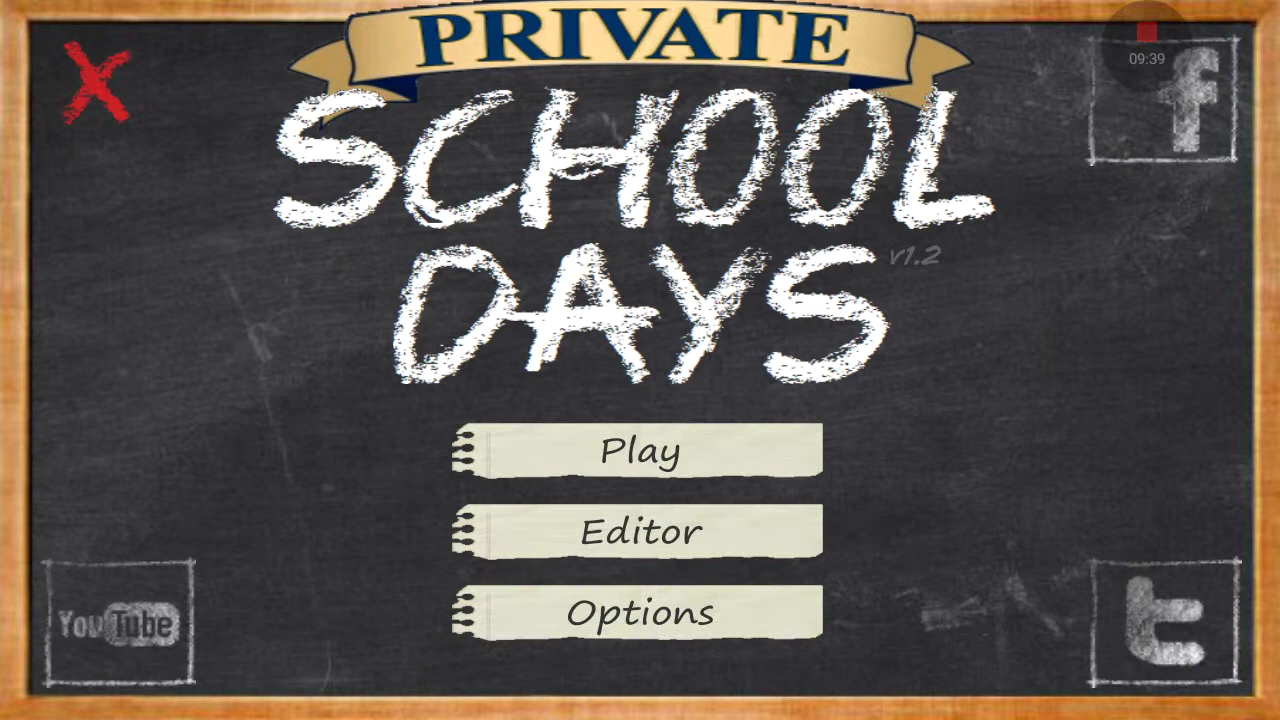 PRIVATE
09:39
f
SCHOOL
DAYS
v1.2
Play
Editor
Options
YouTube
t